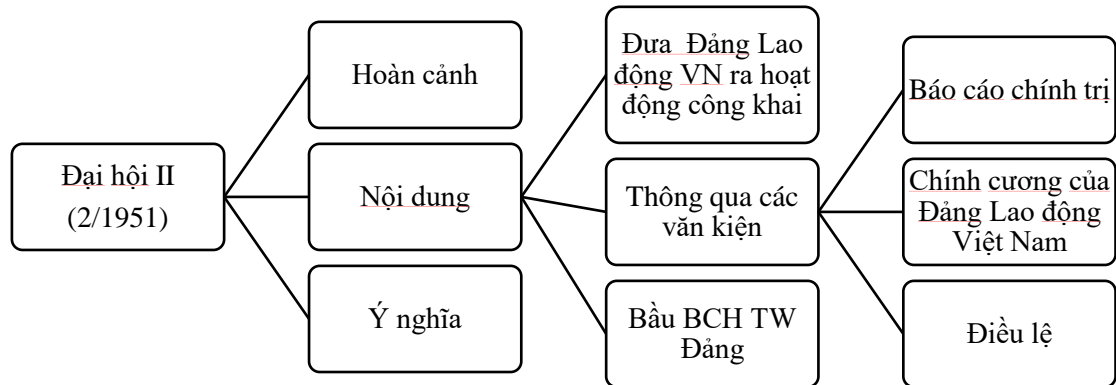 Đại hội II
(2/1951)
Hoàn cảnh
Nội dung
Ý nghĩa
Đưa Đảng Lao
động VN ra hoạt
động công khai
Thông qua các
văn kiện
Bầu BCH TW
Đảng
Báo cáo chính trị
Chính cương của
Đảng Lao động
Việt Nam
Điều lệ